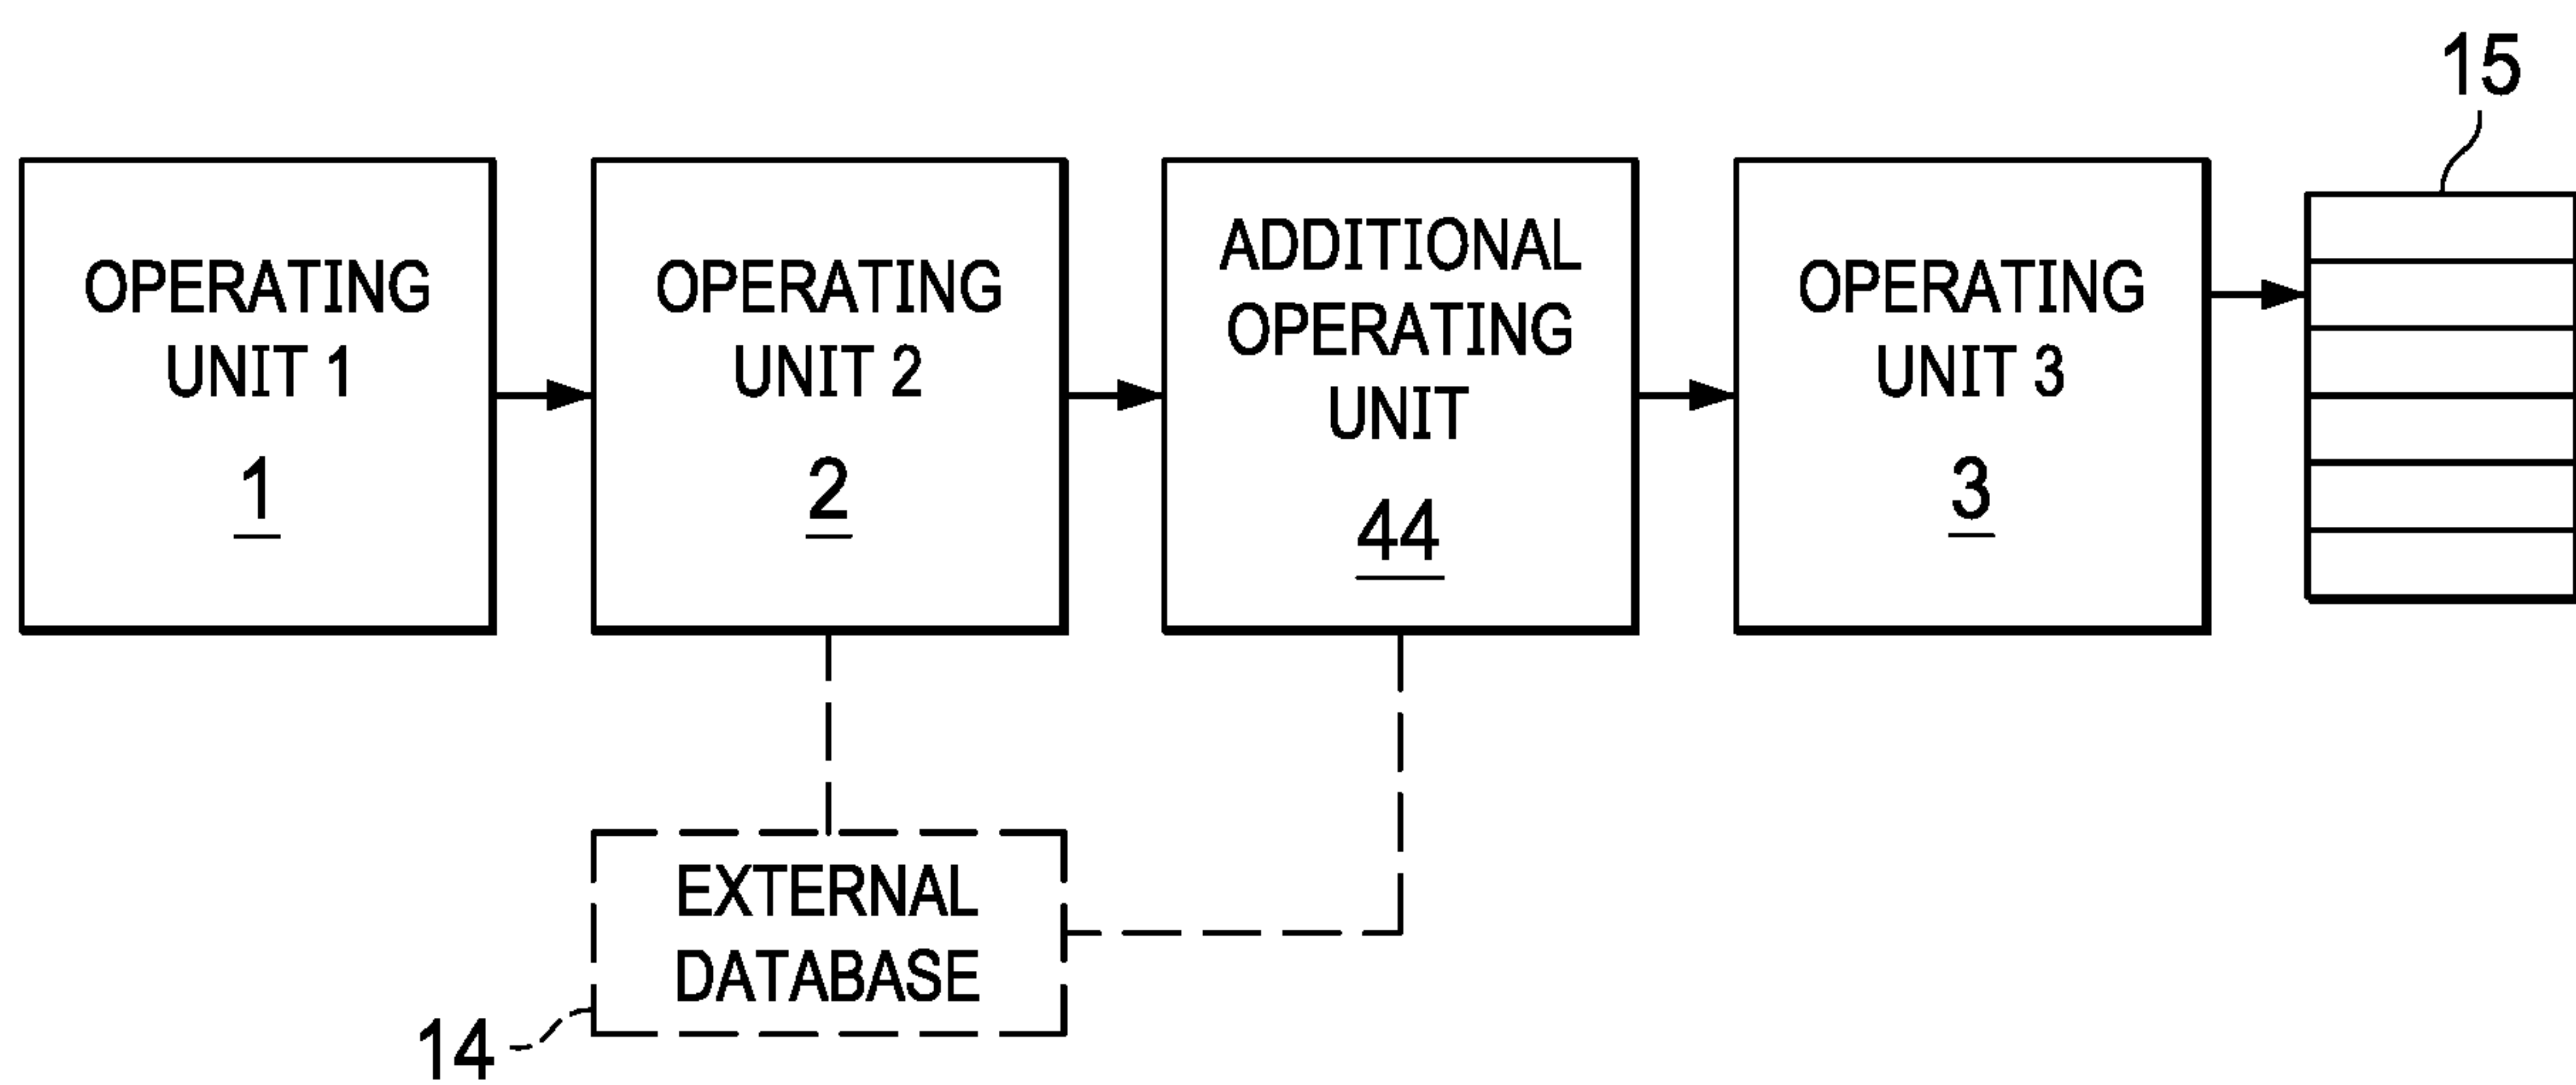 15
OPERATING
UNIT 1
1
OPERATING
UNIT 2
2
ADDITIONAL
OPERATING
UNIT
44
OPERATING
UNIT 3
3
EXTERNAL
DATABASE
14